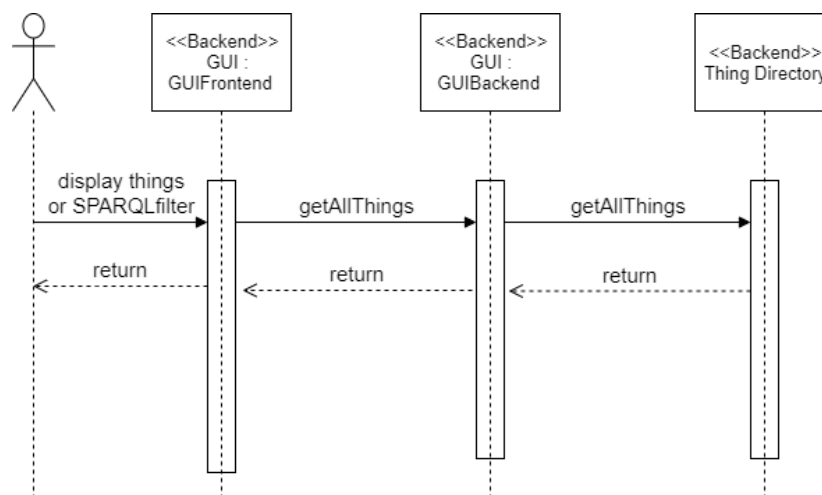 <<Backend>>
GUI :
GUIFrontend
<<Backend>>
GUI :
GUIBackend
<<Backend>>
Thing Directory
display things
or SPARQLfilter
getAllThings
getAllThings
return
return
return